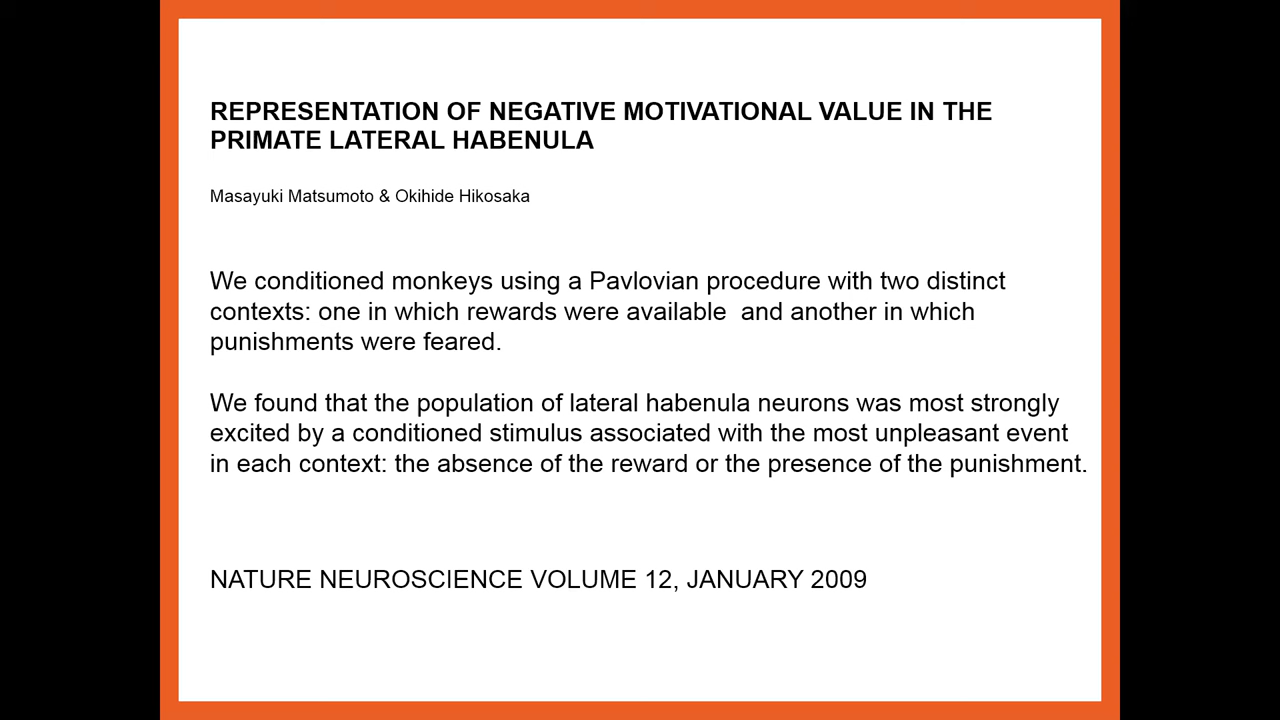 REPRESENTATION OF NEGATIVE MOTIVATIONAL VALUE IN THE
PRIMATE LATERAL HABENULA
Masayuki Matsumoto & Okihide Hikosaka
We conditioned monkeys using a Pavlovian procedure with two distinct
contexts: one in which rewards were available  and another in which
punishments were feared.
We found that the population of lateral habenula neurons was most strongly
excited by a conditioned stimulus associated with the most unpleasant event
in each context: the absence of the reward or the presence of the punishment.
NATURE NEUROSCIENCE VOLUME 12, JANUARY 2009